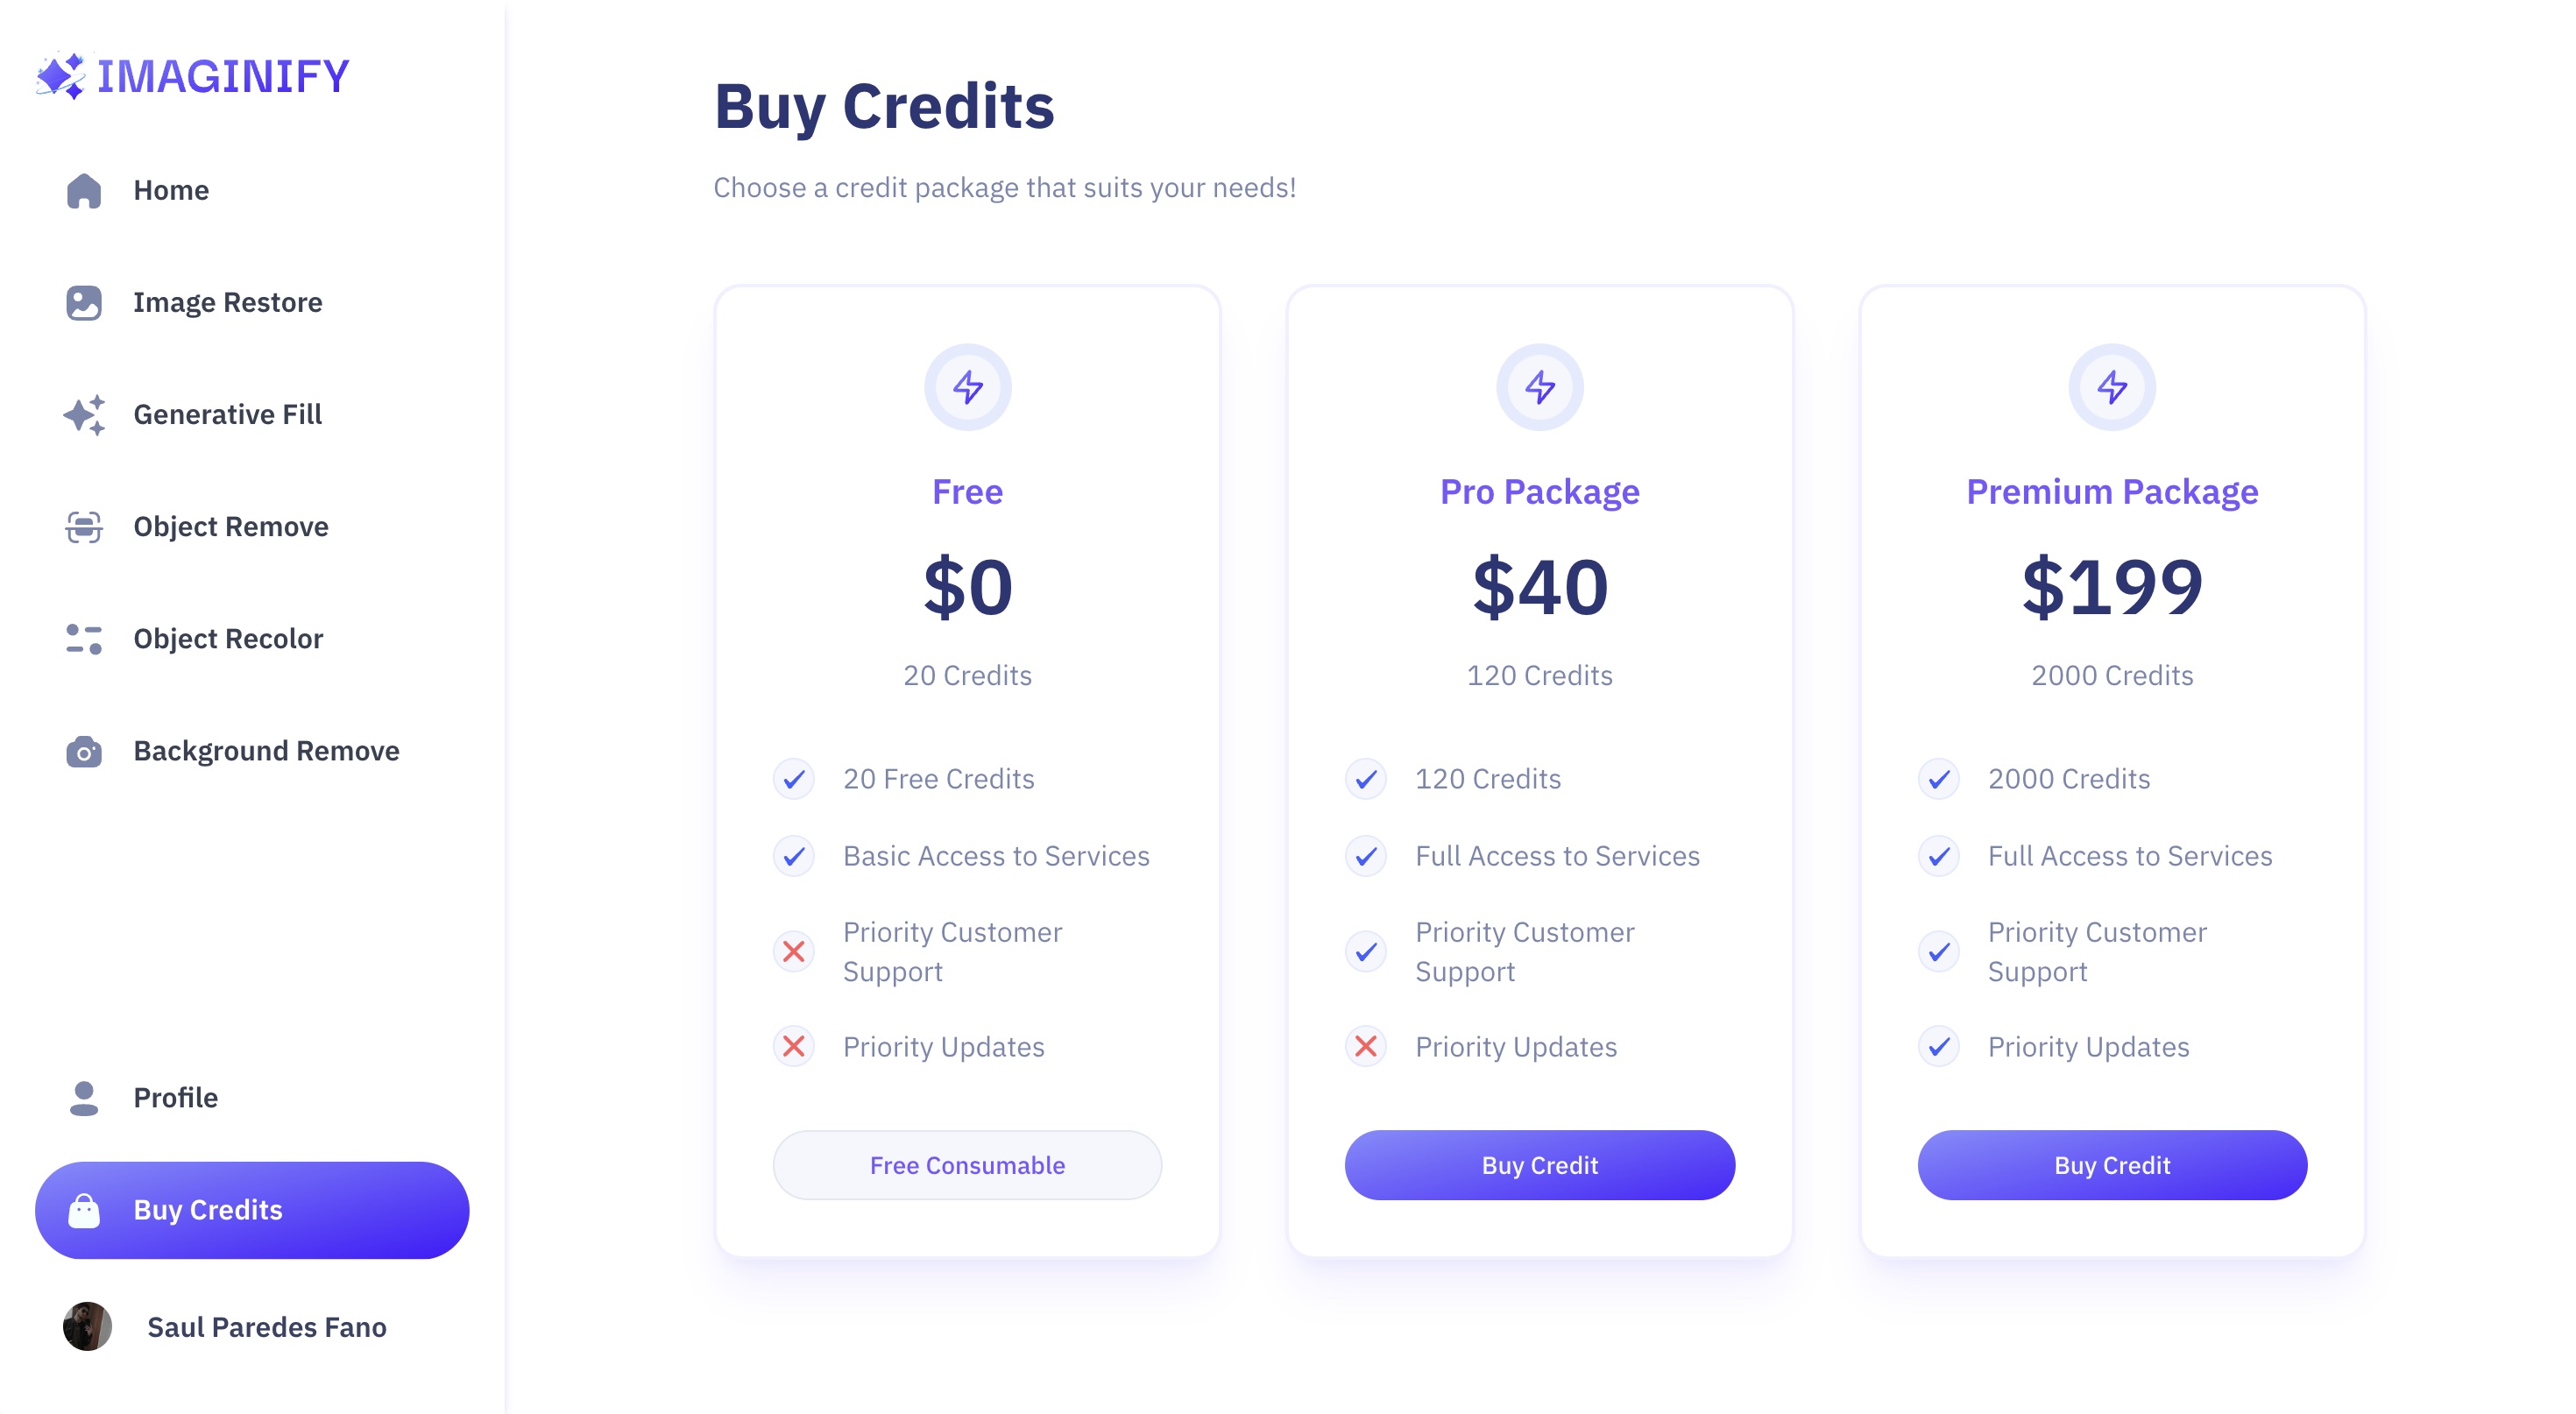 IMAGINIFY
Home
Image Restore
Generative Fill
Object Remove
Object Recolor
Background Remove
Profile
Buy Credits
Saul Paredes Fano
Buy Credits
Choose a credit package that suits your needs!
Free
$0
20 Credits
20 Free Credits
Basic Access to Services
Priority Customer
Support
Priority Updates
Free Consumable
Pro Package
$40
120 Credits
120 Credits
Full Access to Services
Priority Customer
Support
Priority Updates
Buy Credit
Premium Package
$199
2000 Credits
2000 Credits
Full Access to Services
Priority Customer
Support
Priority Updates
Buy Credit